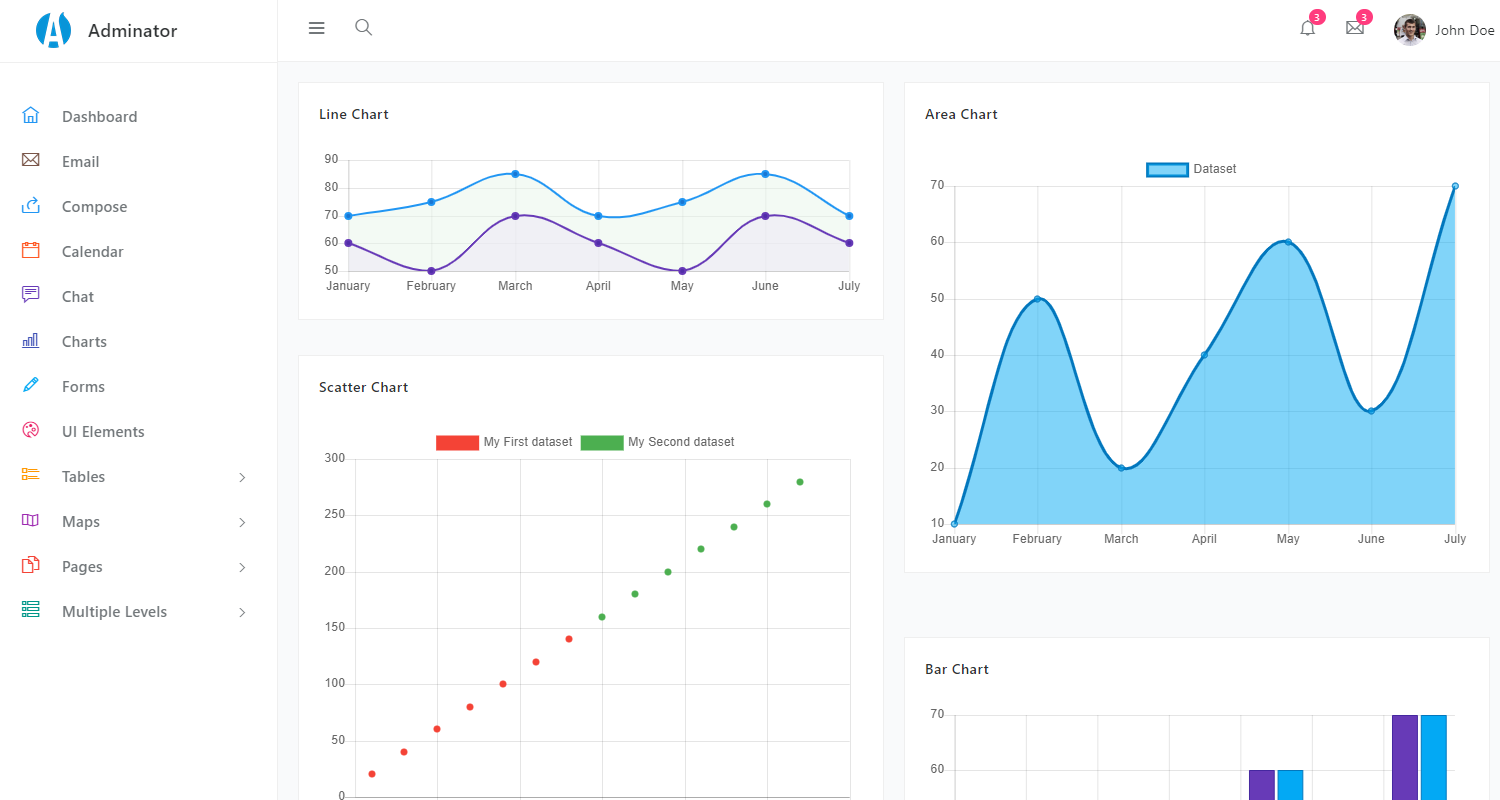 Adminator
3
3
John Doe
Dashboard
Email
Compose
Calendar
Chat
Charts
Forms
UI Elements
Tables
Maps
Pages
Multiple Levels
Line Chart
90
80
70
60
50
January February March April May June July
Scatter Chart
My First dataset My Second dataset
300
250
200
150
100
50
0
Area Chart
Dataset
70
60
50
40
30
20
10
January February March April May June July
Bar Chart
70
60